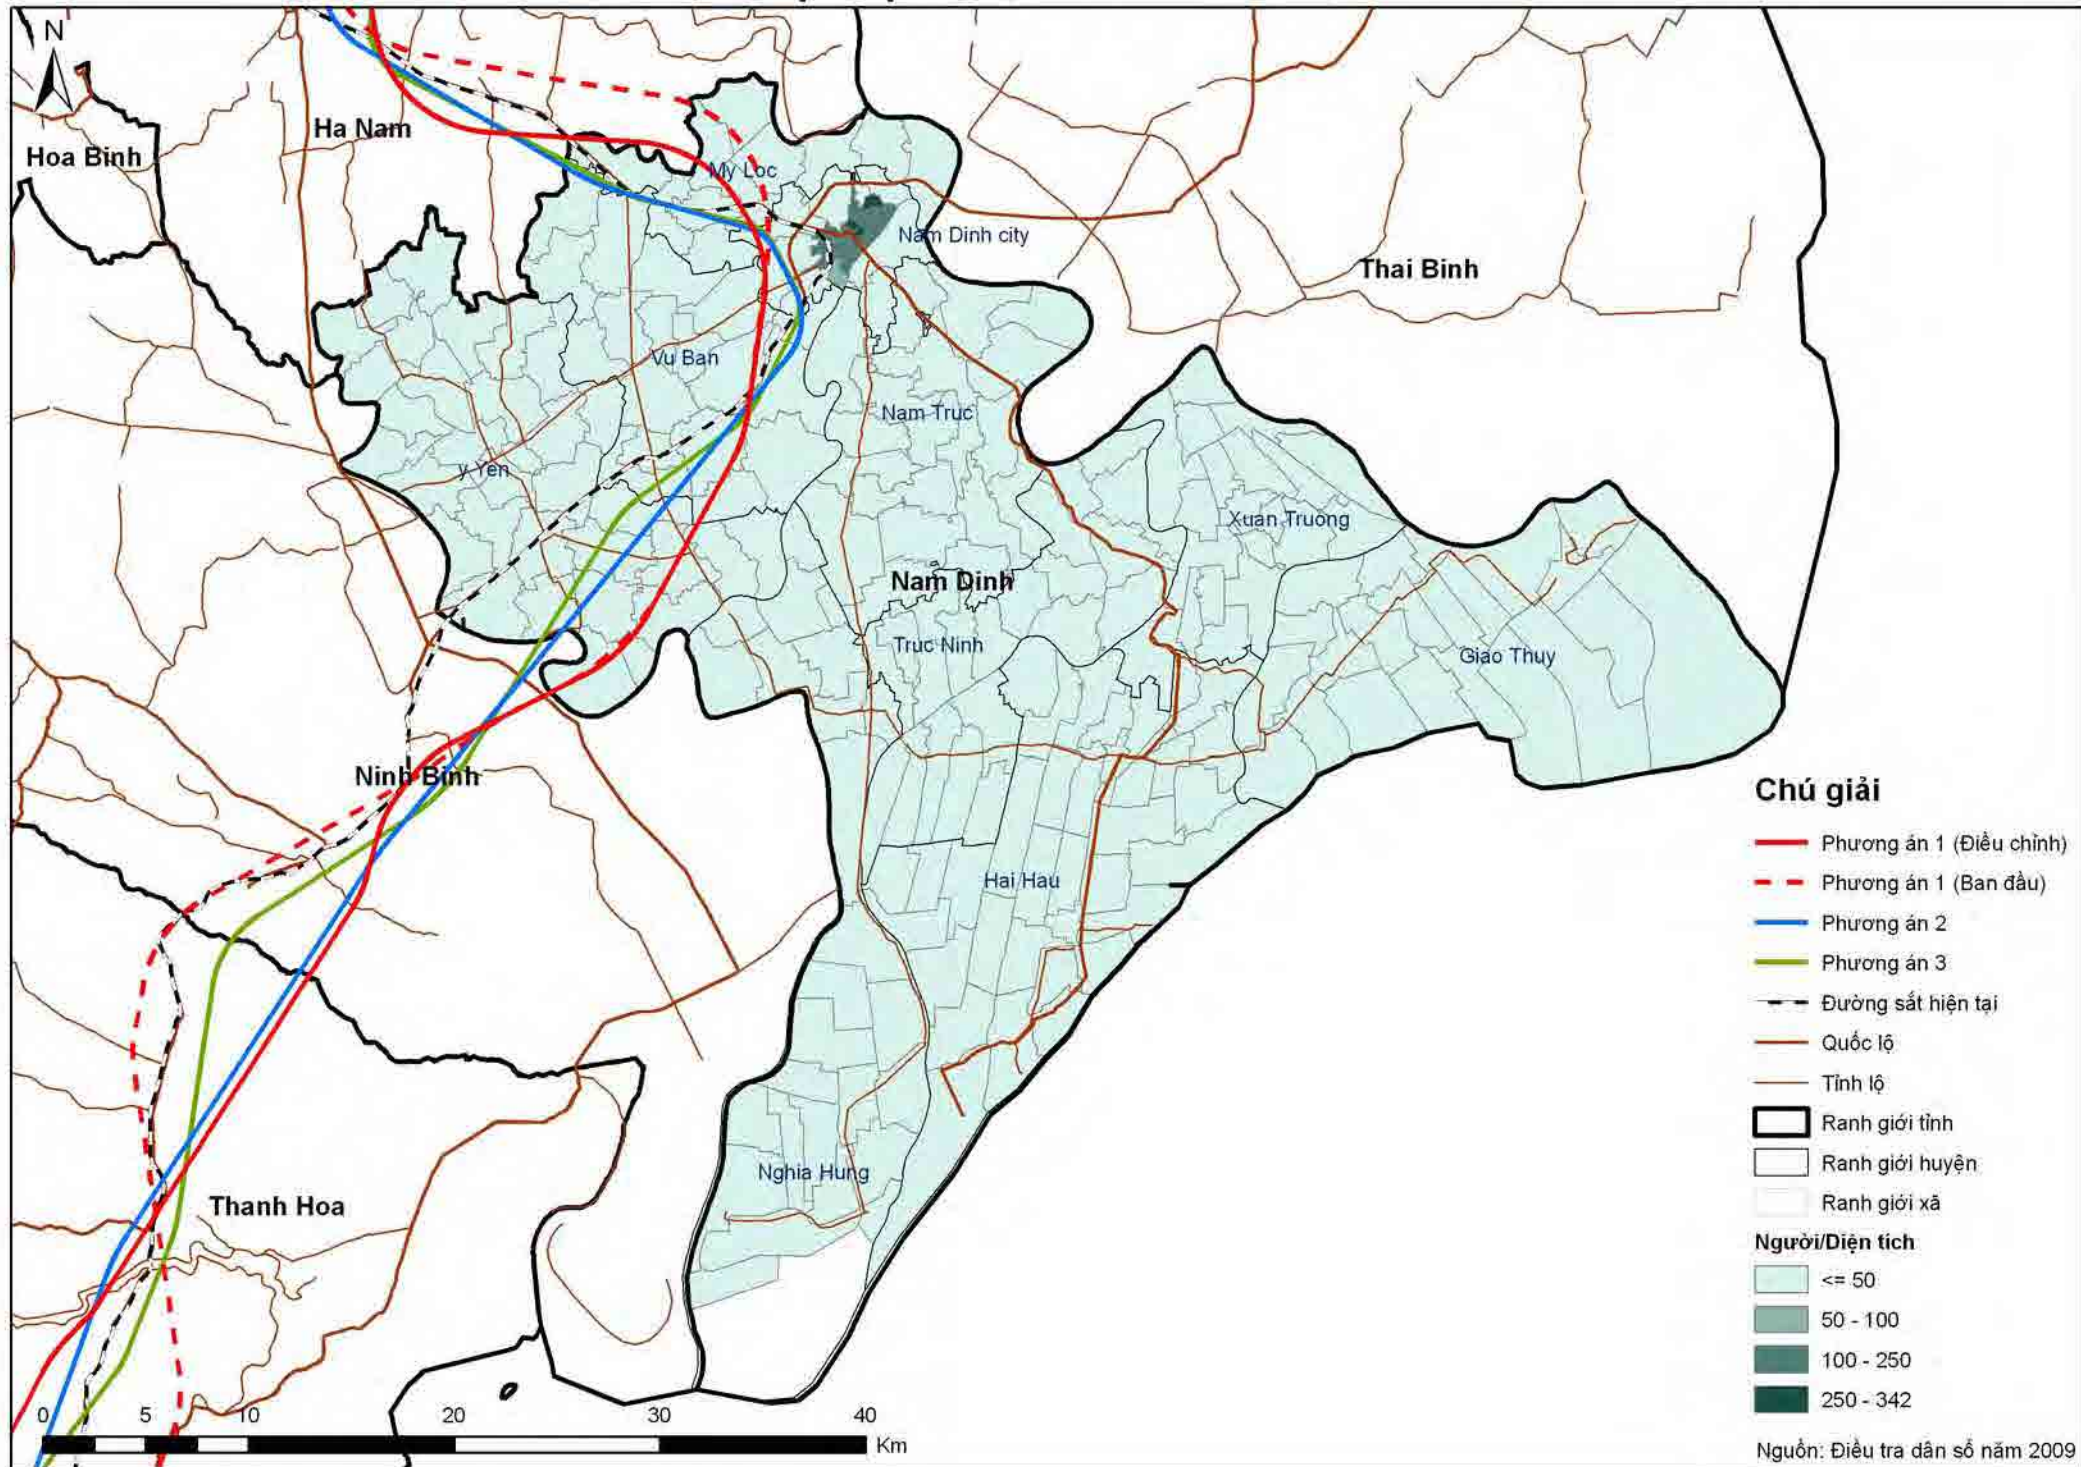 N
Ha Nam
Hoa Binh
My Loc
Nam Dinh city
Thai Binh
Vu Ban
Nam Truc
y Yen
Xuan Truong
Nam Dinh
Truc Ninh
Giao Thuy
Ninh Binh
Hai Hau
Nghia Hung
Thanh Hoa
Chú giải
Phương án 1 (Điều chỉnh)
Phương án 1 (Ban đầu)
Phương án 2
Phương án 3
Đường sắt hiện tại
Quốc lộ
Tỉnh lộ
Ranh giới tỉnh
Ranh giới huyện
Ranh giới xã
Người/Diện tích
<= 50
50 - 100
100 - 250
250 - 342
Nguồn: Điều tra dân số năm 2009
0 5 10 20 30 40
Km